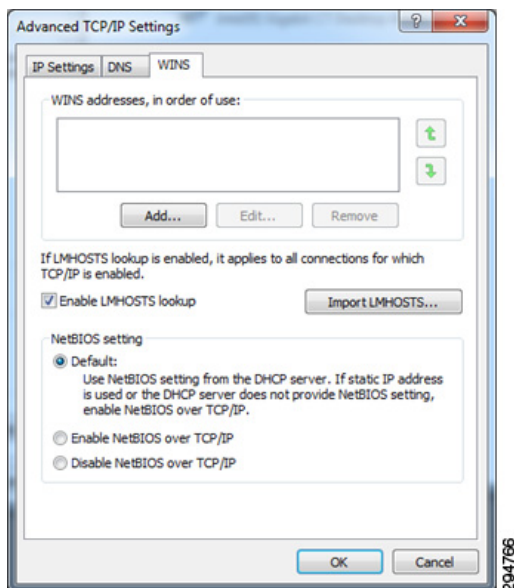 Advanced TCP/IP Settings
IP Settings DNS WINS
WINS addresses, in order of use:
Add... Edit... Remove
If LMHOSTS lookup is enabled, it applies to all connections for which
TCP/IP is enabled.
Enable LMHOSTS lookup Import LMHOSTS...
NetBIOS setting
Default:
Use NetBIOS setting from the DHCP server. If static IP address
is used or the DHCP server does not provide NetBIOS setting,
enable NetBIOS over TCP/IP.
Enable NetBIOS over TCP/IP
Disable NetBIOS over TCP/IP
OK Cancel
294766